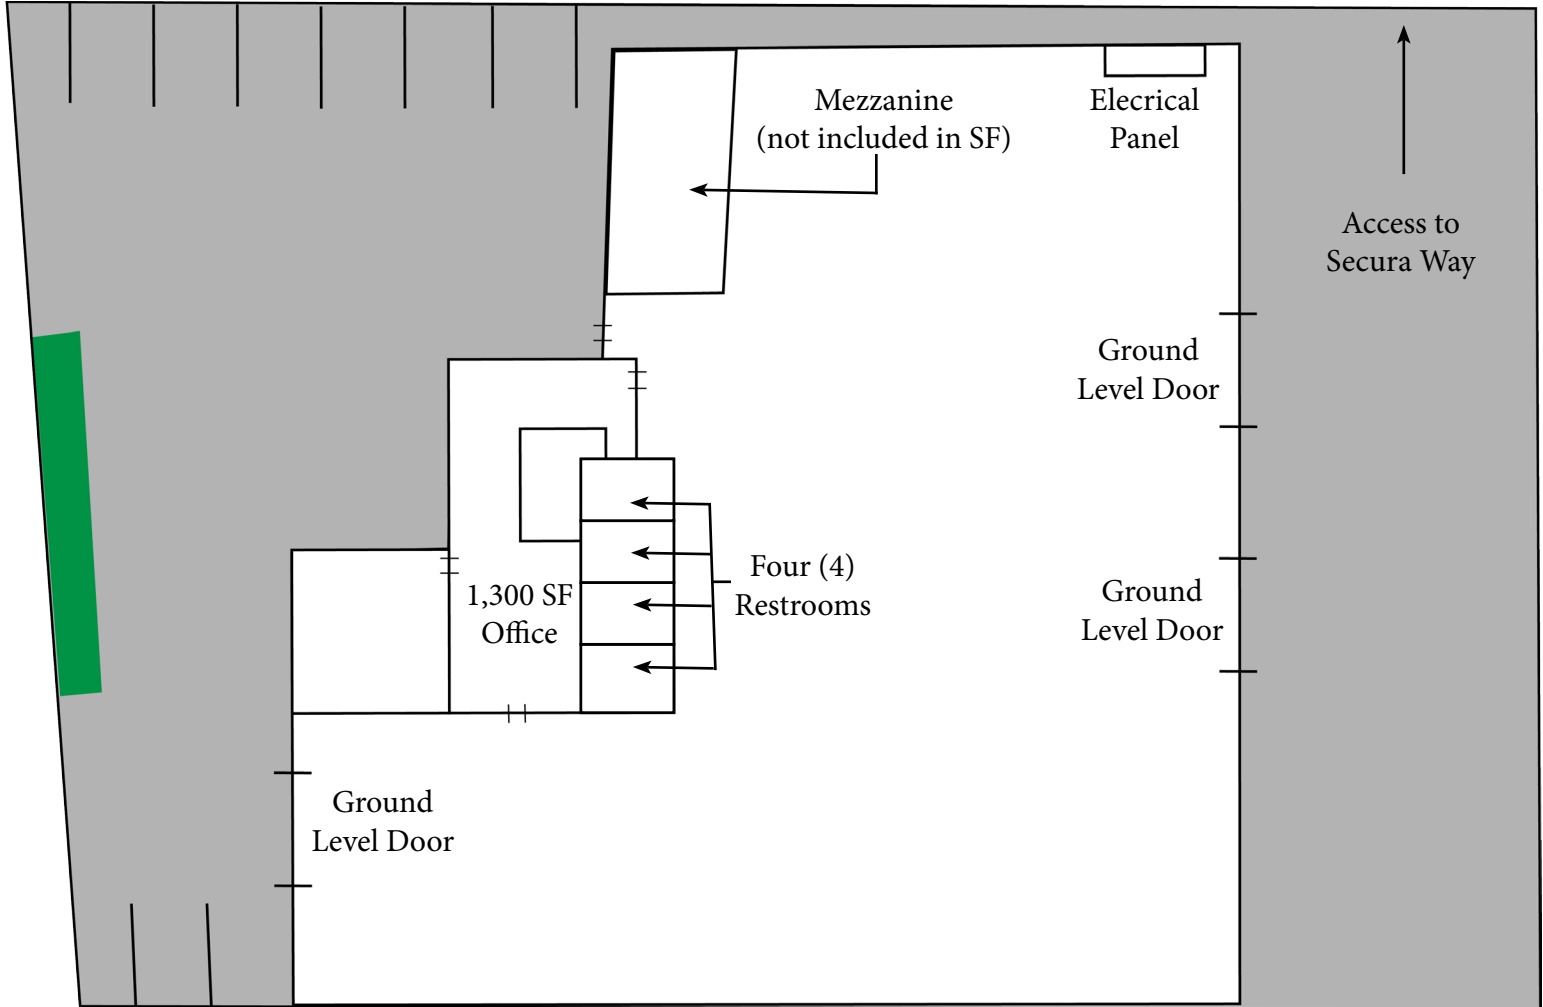 Mezzanine
(not included in SF)
Elecrical
Panel
Access to
Secura Way
Ground
Level Door
1,300 SF
Office
Four (4)
Restrooms
Ground
Level Door
Ground
Level Door